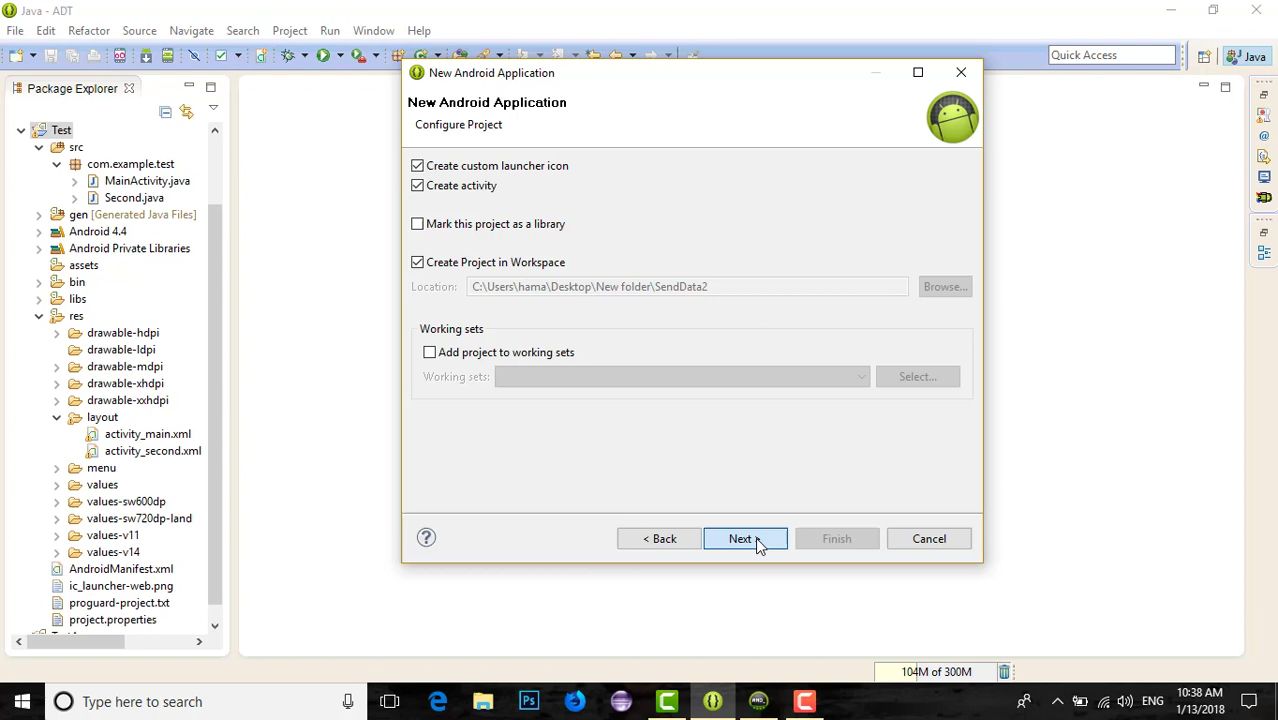 Java - ADT
File Edit Refactor Source Navigate Search Project Run Window Help
Quick Access
Java
Package Explorer
Test
src
com.example.test
MainActivity.java
Second.java
gen [Generated Java Files]
Android 4.4
Android Private Libraries
assets
bin
libs
res
drawable-hdpi
drawable-ldpi
drawable-mdpi
drawable-xhdpi
drawable-xxhdpi
layout
activity_main.xml
activity_second.xml
menu
values
values-sw600dp
values-sw720dp-land
values-v11
values-v14
AndroidManifest.xml
ic_launcher-web.png
proguard-project.txt
project.properties
New Android Application
New Android Application
Configure Project
Create custom launcher icon
Create activity
Mark this project as a library
Create Project in Workspace
Location: C:\Users\hama\Desktop\New folder\SendData2 Browse...
Working sets
Add project to working sets
Working sets: Select...
? < Back Next > Finish Cancel
104M of 300M
Type here to search
Ps
ENG
10:38 AM
1/13/2018